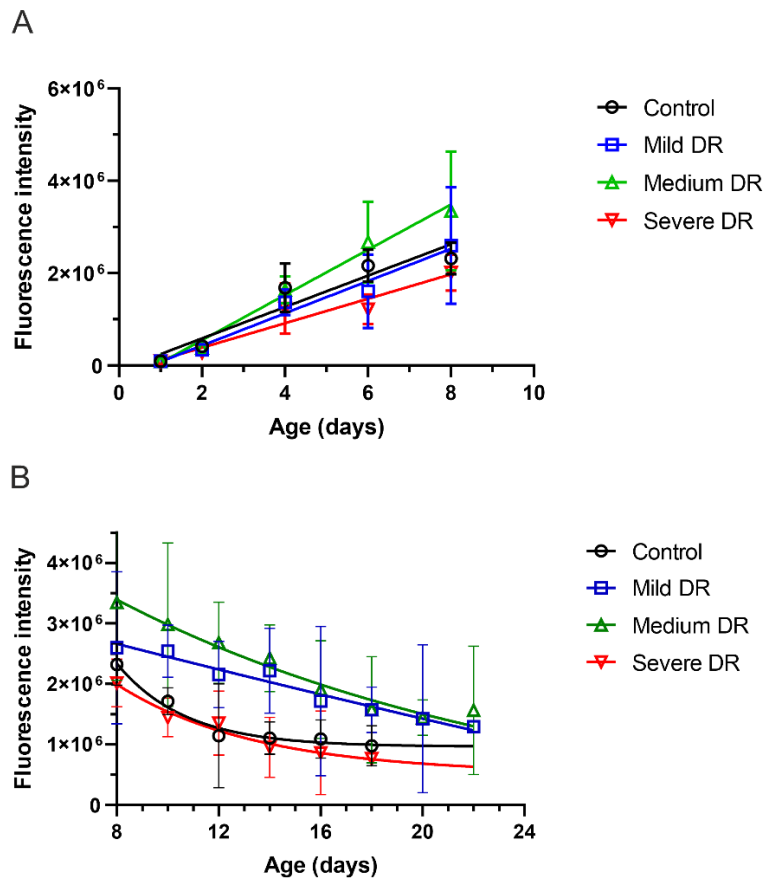 A
Fluorescence intensity
6×10⁶
4×10⁶
2×10⁶
0
0 2 4 6 8 10
Age (days)
Control
Mild DR
Medium DR
Severe DR
B
Fluorescence intensity
4×10⁶
3×10⁶
2×10⁶
1×10⁶
0
8 12 16 20 24
Age (days)
Control
Mild DR
Medium DR
Severe DR